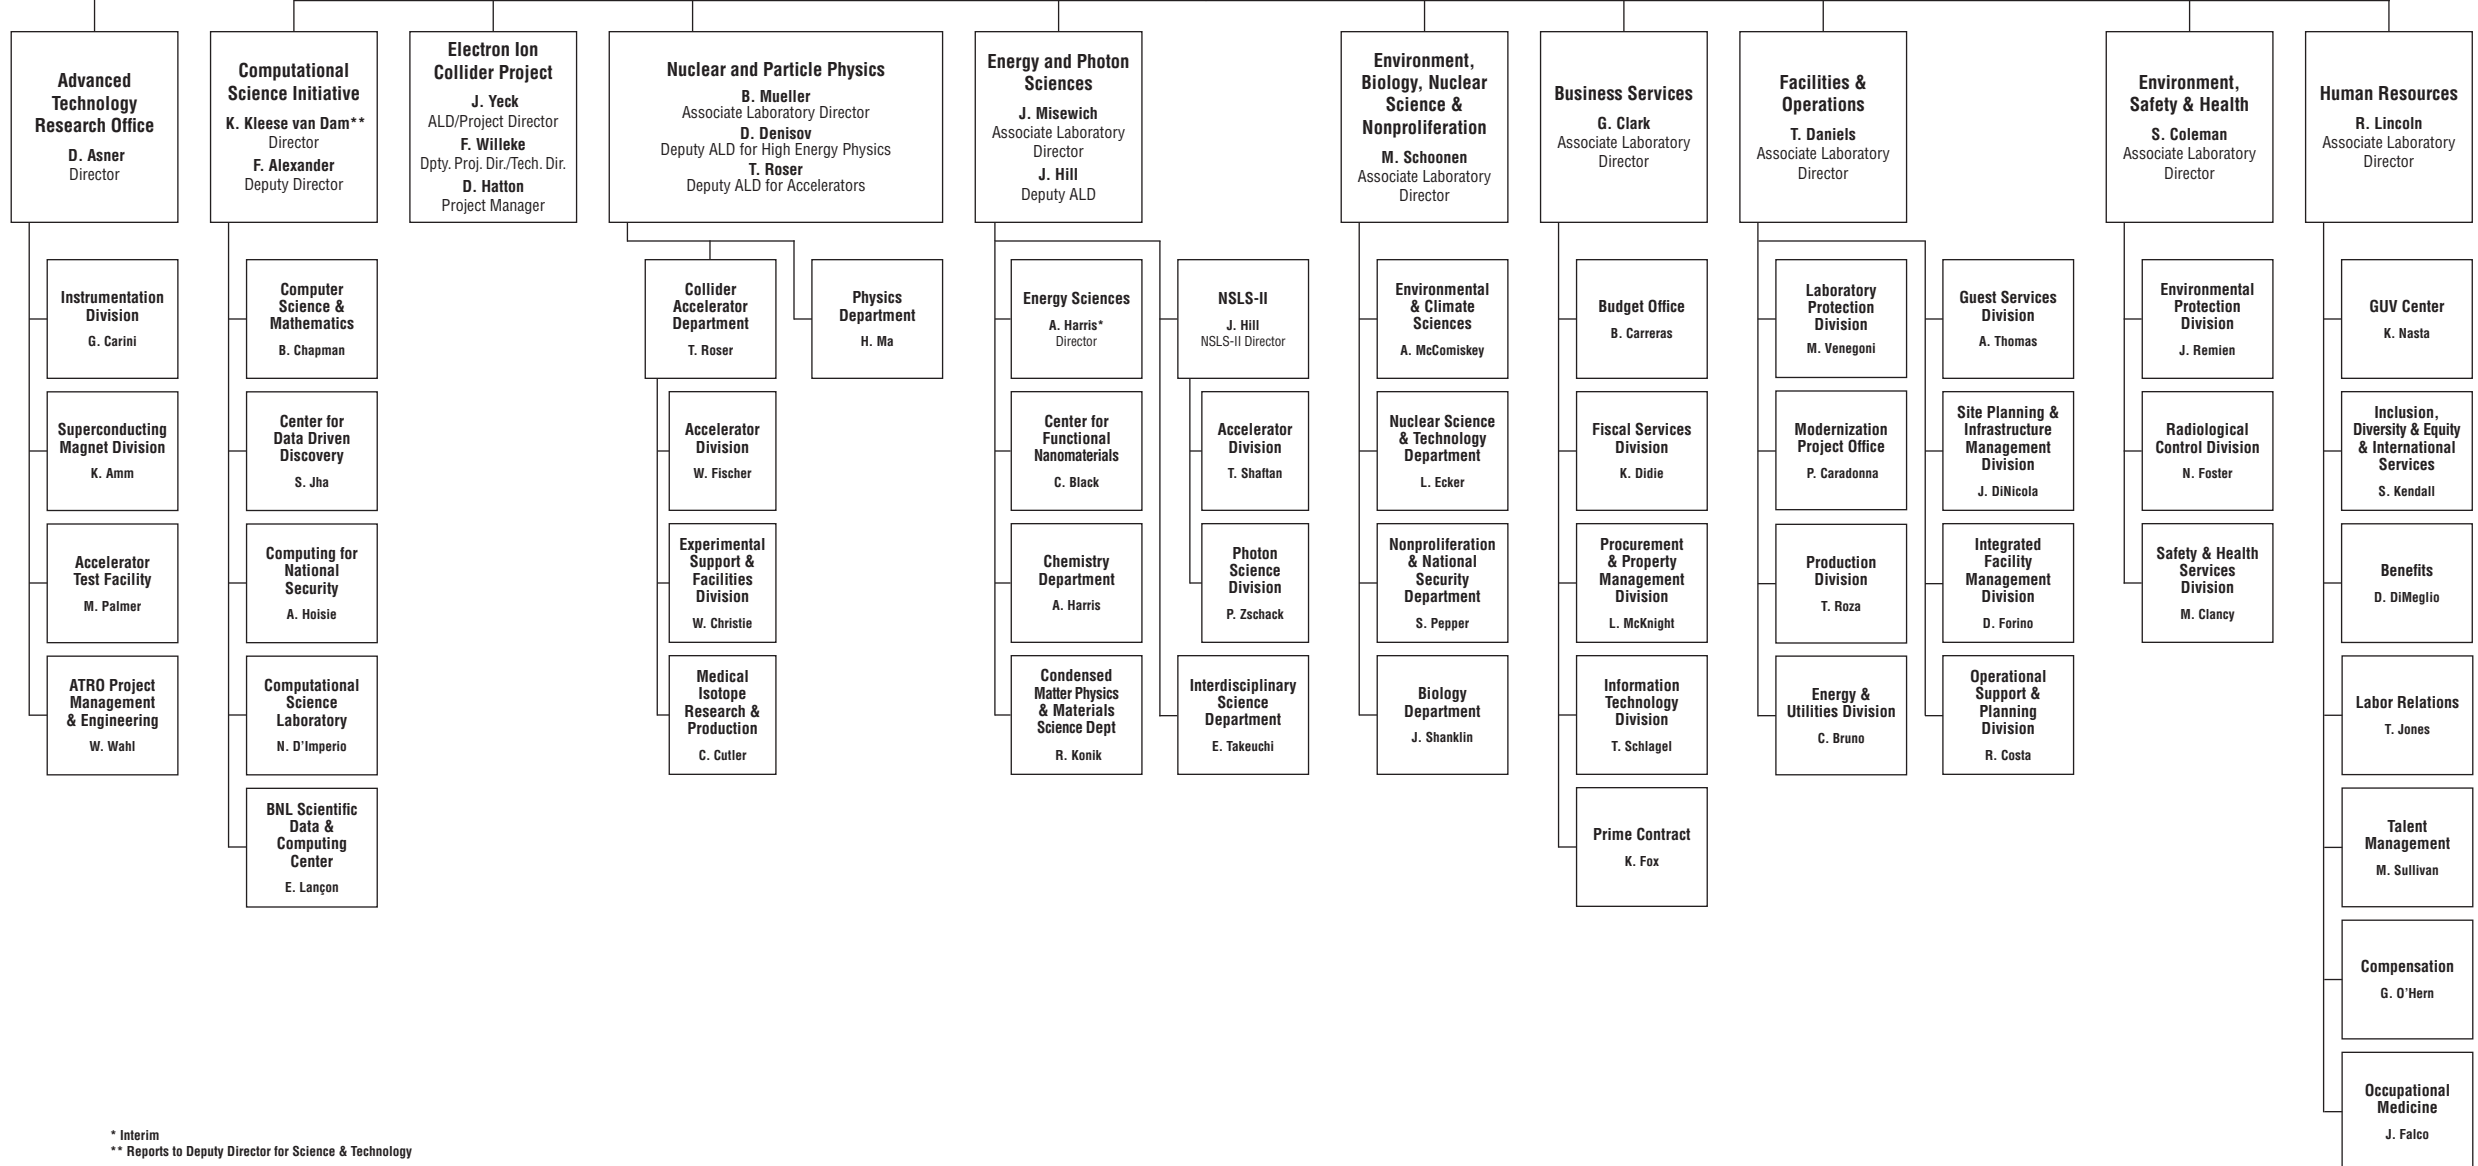 Advanced
Technology
Research Office
D. Asner
Director
Instrumentation
Division
G. Carini
Superconducting
Magnet Division
K. Amm
Accelerator
Test Facility
M. Palmer
ATRO Project
Management
& Engineering
W. Wahl
Computational
Science Initiative
K. Kleese van Dam**
Director
F. Alexander
Deputy Director
Computer
Science &
Mathematics
B. Chapman
Center for
Data Driven
Discovery
S. Jha
Computing for
National
Security
A. Hoisie
Computational
Science
Laboratory
N. D'Imperio
BNL Scientific
Data &
Computing
Center
E. Lançon
Electron Ion
Collider Project
J. Yeck
ALD/Project Director
F. Willeke
Dpty. Proj. Dir./Tech. Dir.
D. Hatton
Project Manager
Nuclear and Particle Physics
B. Mueller
Associate Laboratory Director
D. Denisov
Deputy ALD for High Energy Physics
T. Roser
Deputy ALD for Accelerators
Collider
Accelerator
Department
T. Roser
Accelerator
Division
W. Fischer
Experimental
Support &
Facilities
Division
W. Christie
Medical
Isotope
Research &
Production
C. Cutler
Physics
Department
H. Ma
Energy and Photon
Sciences
J. Misewich
Associate Laboratory
Director
J. Hill
Deputy ALD
Energy Sciences
A. Harris*
Director
Center for
Functional
Nanomaterials
C. Black
Chemistry
Department
A. Harris
Condensed
Matter Physics
& Materials
Science Dept
R. Konik
NSLS-II
J. Hill
NSLS-II Director
Accelerator
Division
T. Shaftan
Photon
Science
Division
P. Zschack
Interdisciplinary
Science
Department
E. Takeuchi
Environment,
Biology, Nuclear
Science &
Nonproliferation
M. Schoonen
Associate Laboratory
Director
Environmental
& Climate
Sciences
A. McComiskey
Nuclear Science
& Technology
Department
L. Ecker
Nonproliferation
& National
Security
Department
S. Pepper
Biology
Department
J. Shanklin
Business Services
G. Clark
Associate Laboratory
Director
Budget Office
B. Carreras
Fiscal Services
Division
K. Didie
Procurement
& Property
Management
Division
L. McKnight
Information
Technology
Division
T. Schlagel
Prime Contract
K. Fox
Facilities &
Operations
T. Daniels
Associate Laboratory
Director
Laboratory
Protection
Division
M. Venegoni
Modernization
Project Office
P. Caradonna
Production
Division
T. Roza
Energy &
Utilities Division
C. Bruno
Guest Services
Division
A. Thomas
Site Planning &
Infrastructure
Management
Division
J. DiNicola
Integrated
Facility
Management
Division
D. Forino
Operational
Support &
Planning
Division
R. Costa
Environment,
Safety & Health
S. Coleman
Associate Laboratory
Director
Environmental
Protection
Division
J. Remien
Radiological
Control Division
N. Foster
Safety & Health
Services
Division
M. Clancy
Human Resources
R. Lincoln
Associate Laboratory
Director
GUV Center
K. Nasta
Inclusion,
Diversity & Equity
& International
Services
S. Kendall
Benefits
D. DiMeglio
Labor Relations
T. Jones
Talent
Management
M. Sullivan
Compensation
G. O'Hern
Occupational
Medicine
J. Falco
* Interim
** Reports to Deputy Director for Science & Technology